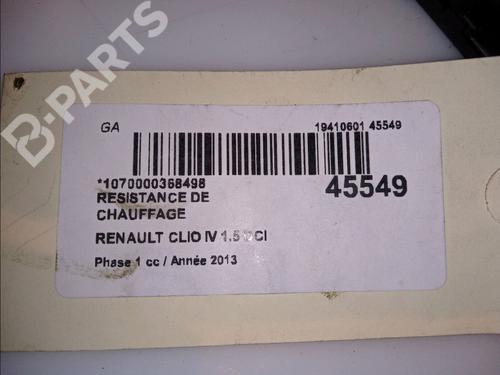 B-PARTS
GA
19410601 45549
*1070000368498
45549
RESISTANCE DE
CHAUFFAGE
RENAULT CLIO IV 1.5 DCI
Phase 1 cc / Année 2013